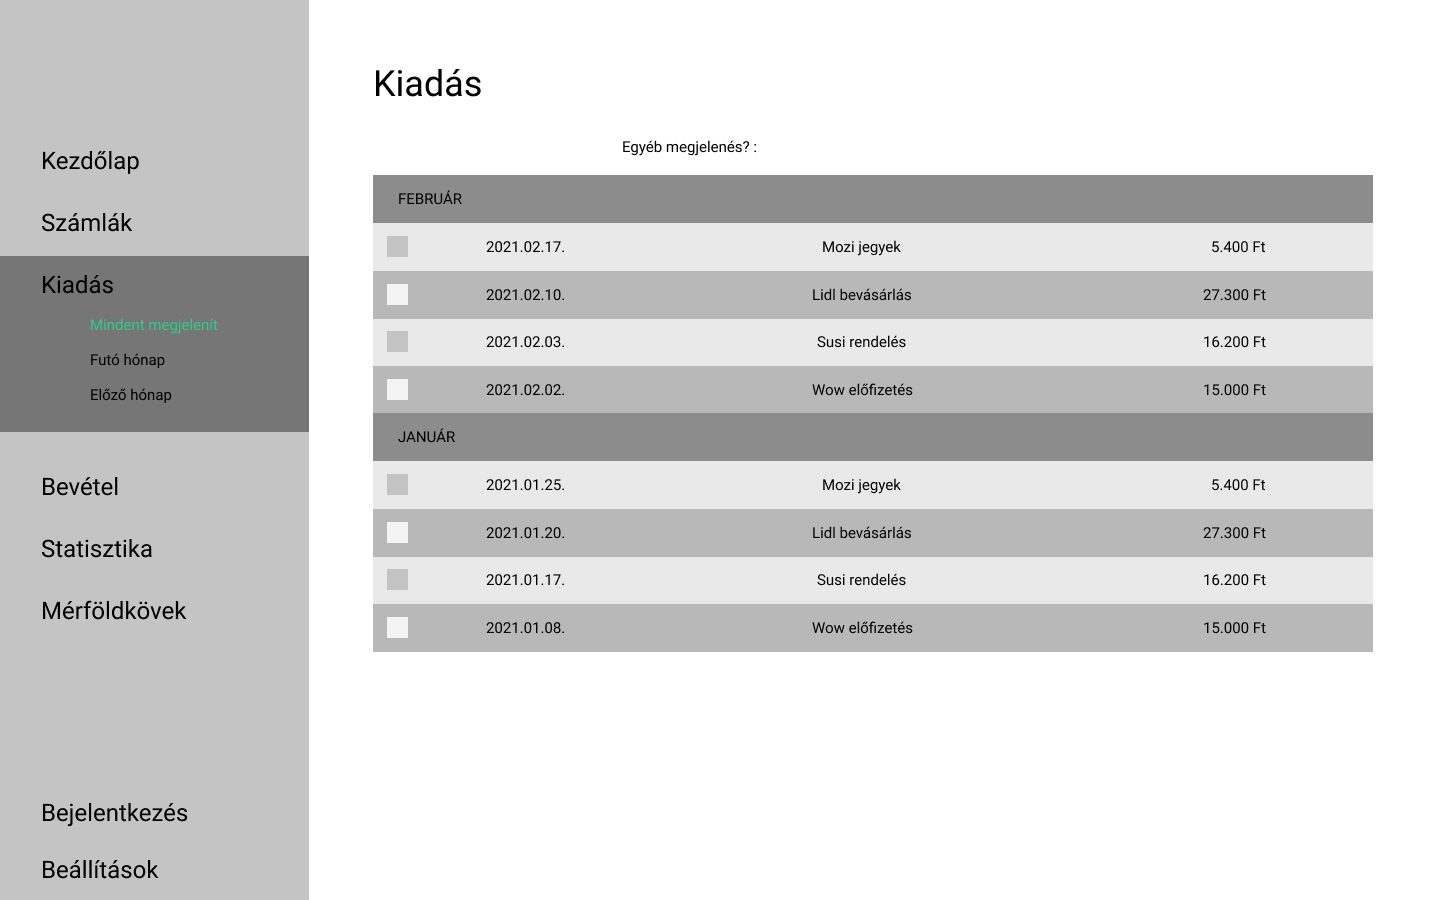 Kezdőlap
Számlák
Kiadás
Mindent megjelenít
Futó hónap
Előző hónap
Bevétel
Statisztika
Mérföldkövek
Bejelentkezés
Beállítások
Kiadás
Egyéb megjelenés? :
FEBRUÁR
2021.02.17. Mozi jegyek 5.400 Ft
2021.02.10. Lidl bevásárlás 27.300 Ft
2021.02.03. Susi rendelés 16.200 Ft
2021.02.02. Wow előfizetés 15.000 Ft
JANUÁR
2021.01.25. Mozi jegyek 5.400 Ft
2021.01.20. Lidl bevásárlás 27.300 Ft
2021.01.17. Susi rendelés 16.200 Ft
2021.01.08. Wow előfizetés 15.000 Ft